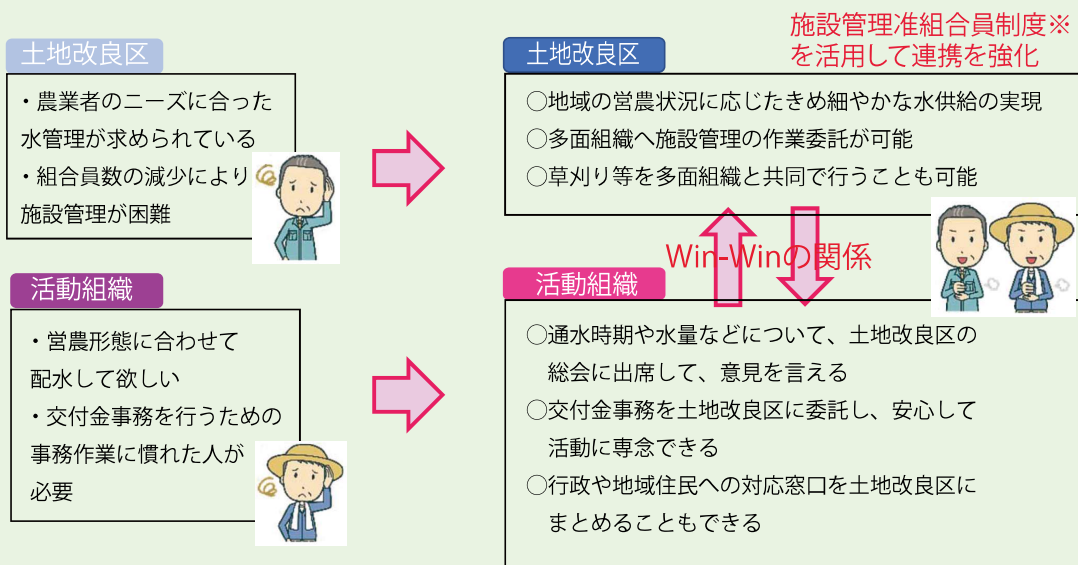 土地改良区
・農業者のニーズに合った
水管理が求められている
・組合員数の減少により
施設管理が困難
活動組織
・営農形態に合わせて
配水して欲しい
・交付金事務を行うための
事務作業に慣れた人が
必要
施設管理准組合員制度※
を活用して連携を強化
土地改良区
○地域の営農状況に応じたきめ細やかな水供給の実現
○多面組織へ施設管理の作業委託が可能
○草刈り等を多面組織と共同で行うことも可能
Win-Winの関係
活動組織
○通水時期や水量などについて、土地改良区の
総会に出席して、意見を言える
○交付金事務を土地改良区に委託し、安心して
活動に専念できる
○行政や地域住民への対応窓口を土地改良区に
まとめることもできる